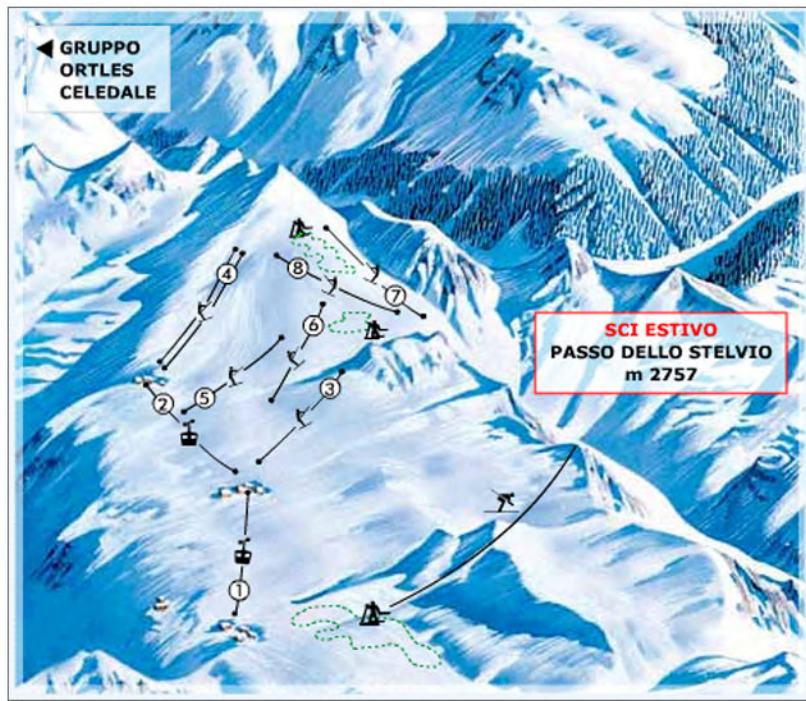 GRUPPO
ORTLES
CELEDALE
4
8
7
6
SCI ESTIVO
PASSO DELLO STELVIO
m 2757
3
5
2
1